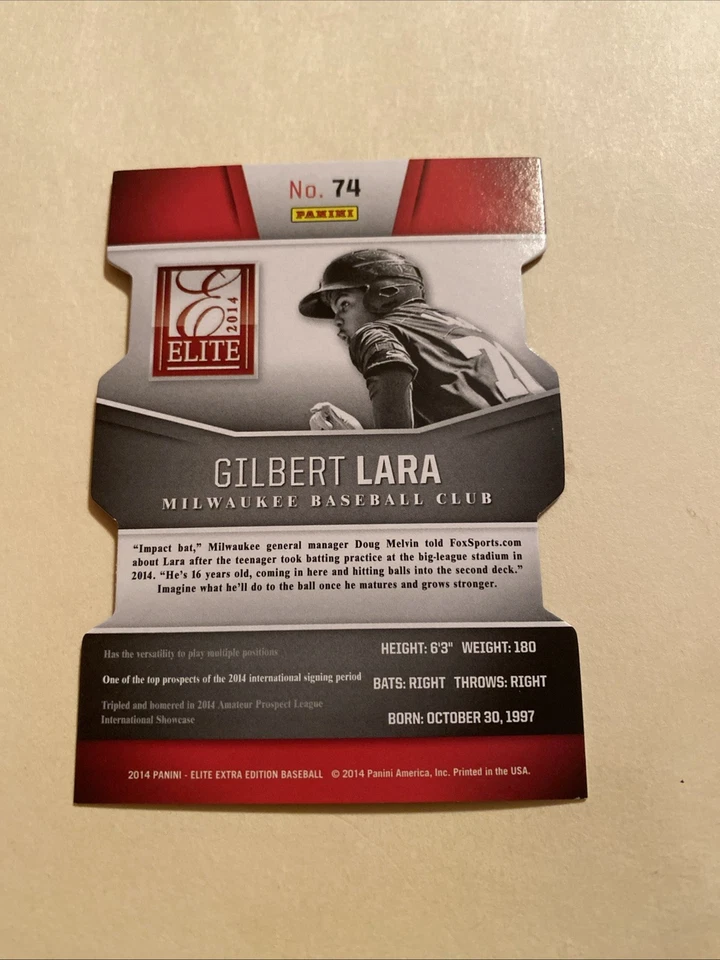 No. 74
PANINI
E
2014
ELITE
GILBERT LARA
MILWAUKEE BASEBALL CLUB
“Impact bat,” Milwaukee general manager Doug Melvin told FoxSports.com
about Lara after the teenager took batting practice at the big-league stadium in
2014. “He’s 16 years old, coming in here and hitting balls into the second deck.”
Imagine what he’ll do to the ball once he matures and grows stronger.
Has the versatility to play multiple positions
One of the top prospects of the 2014 international signing period
Tripled and homered in 2014 Amateur Prospect League
International Showcase
HEIGHT: 6'3" WEIGHT: 180
BATS: RIGHT THROWS: RIGHT
BORN: OCTOBER 30, 1997
2014 PANINI - ELITE EXTRA EDITION BASEBALL © 2014 Panini America, Inc. Printed in the USA.